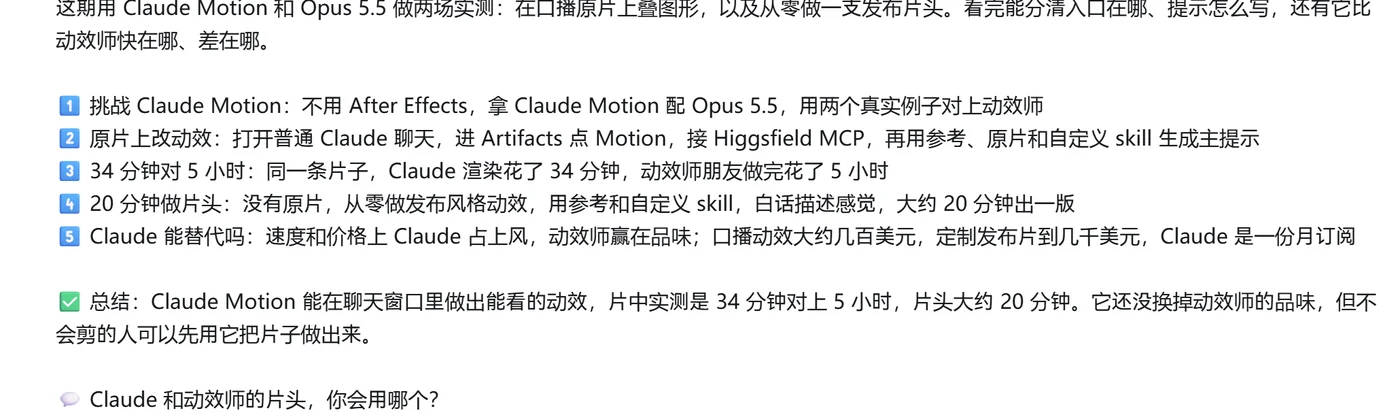 这期用 Claude Motion 和 Opus 5.5 做两场实测：在口播原片上叠图形，以及从零做一支发布片头。看完能分清入口在哪、提示怎么写，还有它比
动效师快在哪、差在哪。
1️⃣ 挑战 Claude Motion：不用 After Effects，拿 Claude Motion 配 Opus 5.5，用两个真实例子对上动效师
2️⃣ 原片上改动效：打开普通 Claude 聊天，进 Artifacts 点 Motion，接 Higgsfield MCP，再用参考、原片和自定义 skill 生成主提示
3️⃣ 34 分钟对 5 小时：同一条片子，Claude 渲染花了 34 分钟，动效师朋友做完花了 5 小时
4️⃣ 20 分钟做片头：没有原片，从零做发布风格动效，用参考和自定义 skill，白话描述感觉，大约 20 分钟出一版
5️⃣ Claude 能替代吗：速度和价格上 Claude 占上风，动效师赢在品味；口播动效大约几百美元，定制发布片到几千美元，Claude 是一份月订阅
✅ 总结：Claude Motion 能在聊天窗口里做出能看的动效，片中实测是 34 分钟对上 5 小时，片头大约 20 分钟。它还没换掉动效师的品味，但不
会剪的人可以先用它把片子做出来。
💬 Claude 和动效师的片头，你会用哪个？